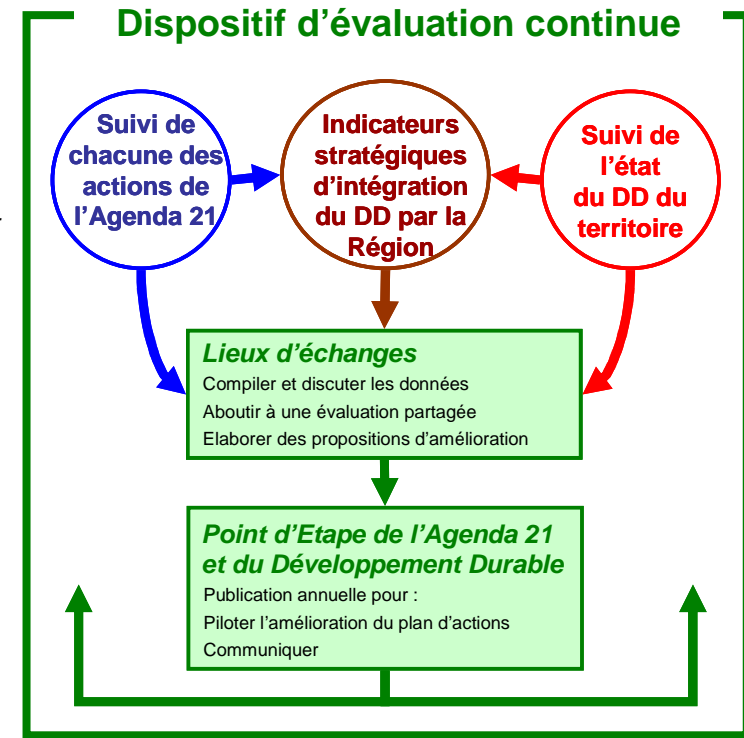 Dispositif d’évaluation continue
Suivi de
chacune des
actions de
l’Agenda 21
Indicateurs
stratégiques
d’intégration
du DD par la
Région
Suivi de
l’état
du DD du
territoire
Lieux d’échanges
Compiler et discuter les données
Aboutir à une évaluation partagée
Elaborer des propositions d’amélioration
Point d’Etape de l’Agenda 21
et du Développement Durable
Publication annuelle pour :
Piloter l’amélioration du plan d’actions
Communiquer